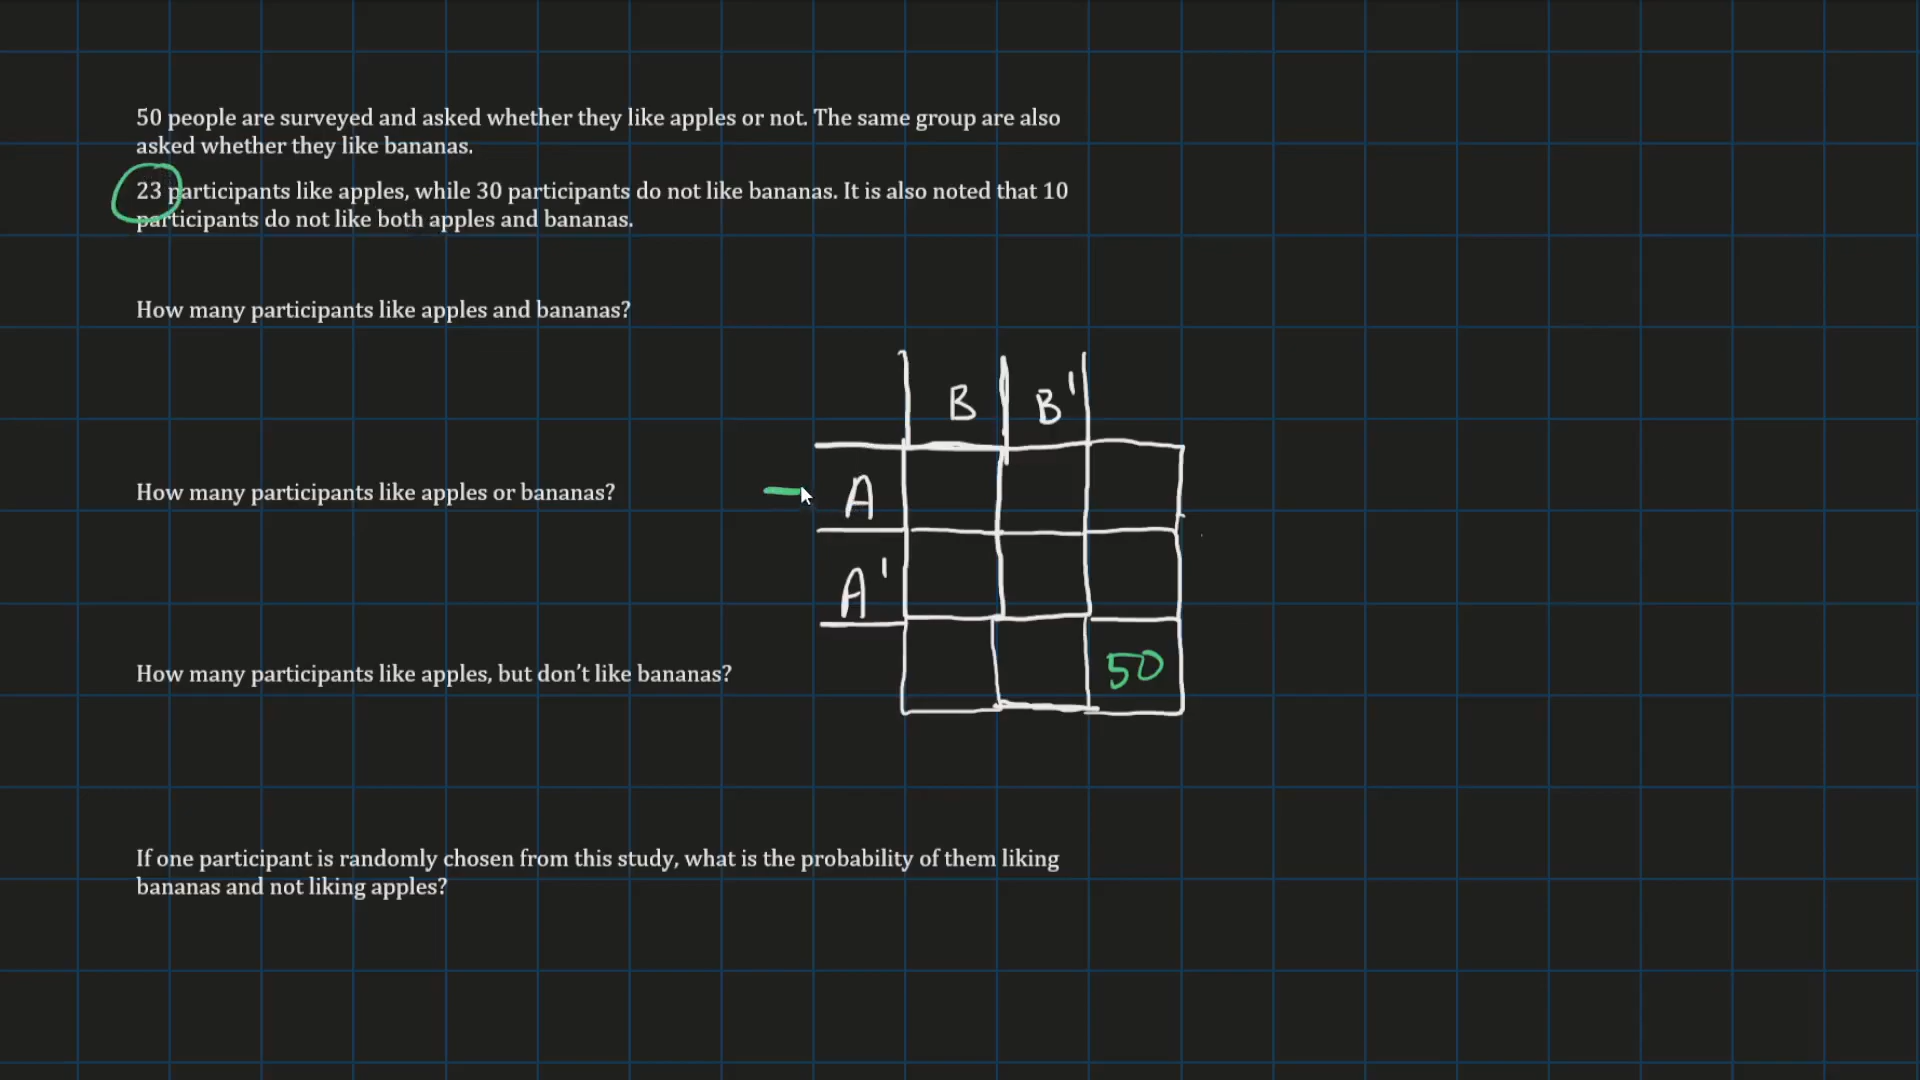 50 people are surveyed and asked whether they like apples or not. The same group are also
asked whether they like bananas.
23 participants like apples, while 30 participants do not like bananas. It is also noted that 10
participants do not like both apples and bananas.
How many participants like apples and bananas?
B B'
How many participants like apples or bananas?
A
A'
How many participants like apples, but don’t like bananas?
50
If one participant is randomly chosen from this study, what is the probability of them liking
bananas and not liking apples?